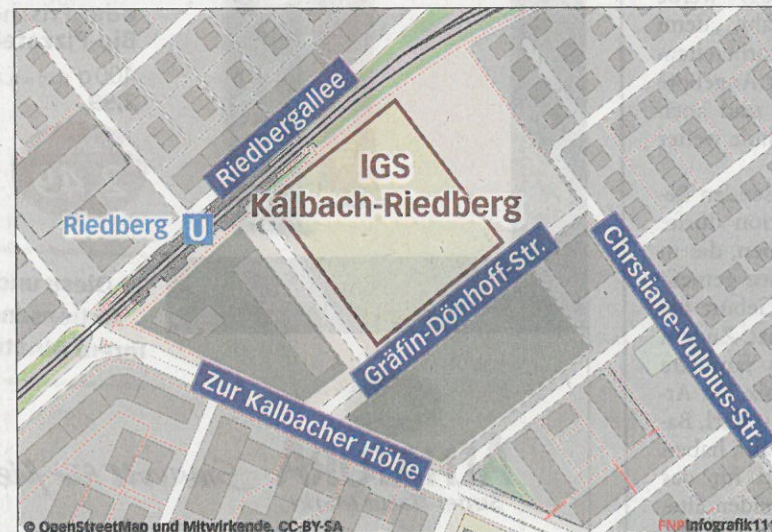 Riedbergallee
IGS
Kalbach-Riedberg
Riedberg U
Gräfin-Dönhoff-Str.
Chrstiane-Vulpius-Str.
Zur Kalbacher Höhe
© OpenStreetMap und Mitwirkende, CC-BY-SA
FNPInfografik11